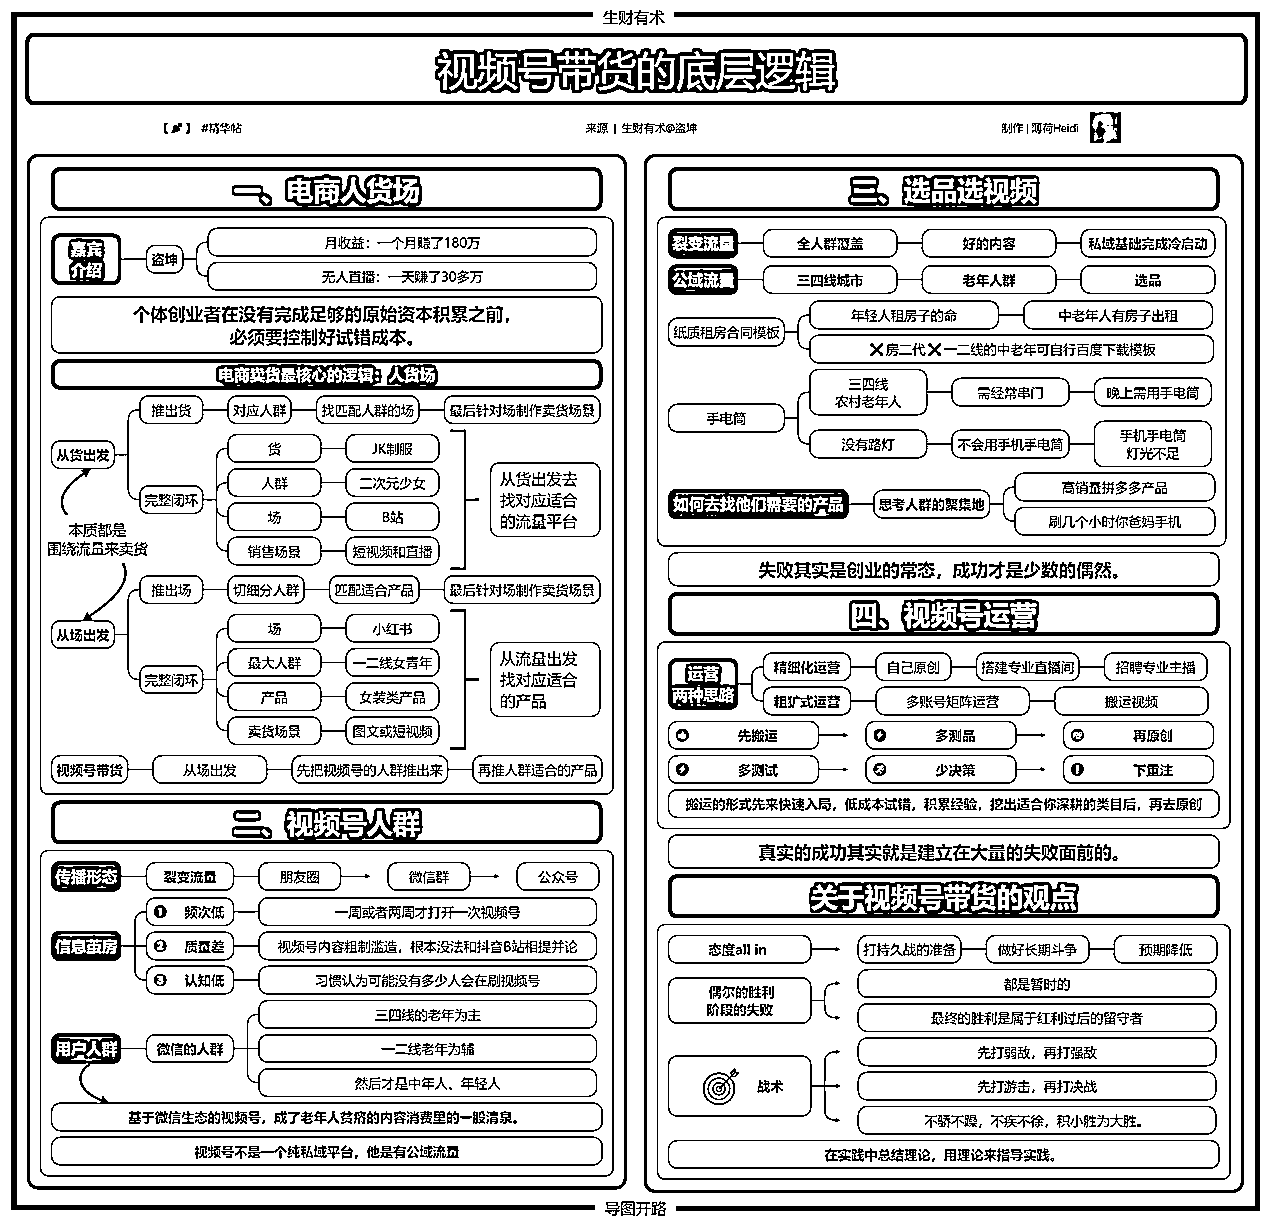 生财有术
视频号带货的底层逻辑
【】 #精华帖
来源 | 生财有术@盗坤
制作 | 薄荷Heidi
一、电商人货场
嘉宾
介绍
盗坤
月收益：一个月赚了180万
无人直播：一天赚了30多万
个体创业者在没有完成足够的原始资本积累之前，
必须要控制好试错成本。
电商卖货最核心的逻辑：人货场
从货出发
推出货
对应人群
找匹配人群的场
最后针对场制作卖货场景
完整闭环
货
JK制服
人群
二次元少女
场
B站
销售场景
短视频和直播
从货出发去
找对应适合
的流量平台
本质都是
围绕流量来卖货
从场出发
推出场
切细分人群
匹配适合产品
最后针对场制作卖货场景
完整闭环
场
小红书
最大人群
一二线女青年
产品
女装类产品
卖货场景
图文或短视频
从流量出发
找对应适合
的产品
视频号带货
从场出发
先把视频号的人群推出来
再推人群适合的产品
二、视频号人群
传播形态
裂变流量
朋友圈
微信群
公众号
信息茧房
1 频次低
一周或者两周才打开一次视频号
2 质量差
视频号内容粗制滥造，根本没法和抖音B站相提并论
3 认知低
习惯认为可能没有多少人会在刷视频号
用户人群
微信的人群
三四线的老年为主
一二线老年为辅
然后才是中年人、年轻人
基于微信生态的视频号，成了老年人贫瘠的内容消费里的一股清泉。
视频号不是一个纯私域平台，他是有公域流量
三、选品选视频
裂变流量
全人群覆盖
好的内容
私域基础完成冷启动
公域流量
三四线城市
老年人群
选品
纸质租房合同模板
年轻人租房子的命
中老年人有房子出租
❌房二代❌一二线的中老年可自行百度下载模板
手电筒
三四线
农村老年人
需经常串门
晚上需用手电筒
没有路灯
不会用手机手电筒
手机手电筒
灯光不足
如何去找他们需要的产品
思考人群的聚集地
高销量拼多多产品
刷几个小时你爸妈手机
失败其实是创业的常态，成功才是少数的偶然。
四、视频号运营
运营
两种思路
精细化运营
自己原创
搭建专业直播间
招聘专业主播
粗犷式运营
多账号矩阵运营
搬运视频
先搬运
多测品
再原创
多测试
少决策
下重注
搬运的形式先来快速入局，低成本试错，积累经验，挖出适合你深耕的类目后，再去原创
真实的成功其实就是建立在大量的失败面前的。
关于视频号带货的观点
态度all in
打持久战的准备
做好长期斗争
预期降低
偶尔的胜利
阶段的失败
都是暂时的
最终的胜利是属于红利过后的留守者
战术
先打弱敌，再打强敌
先打游击，再打决战
不骄不躁，不疾不徐，积小胜为大胜。
在实践中总结理论，用理论来指导实践。
导图开路